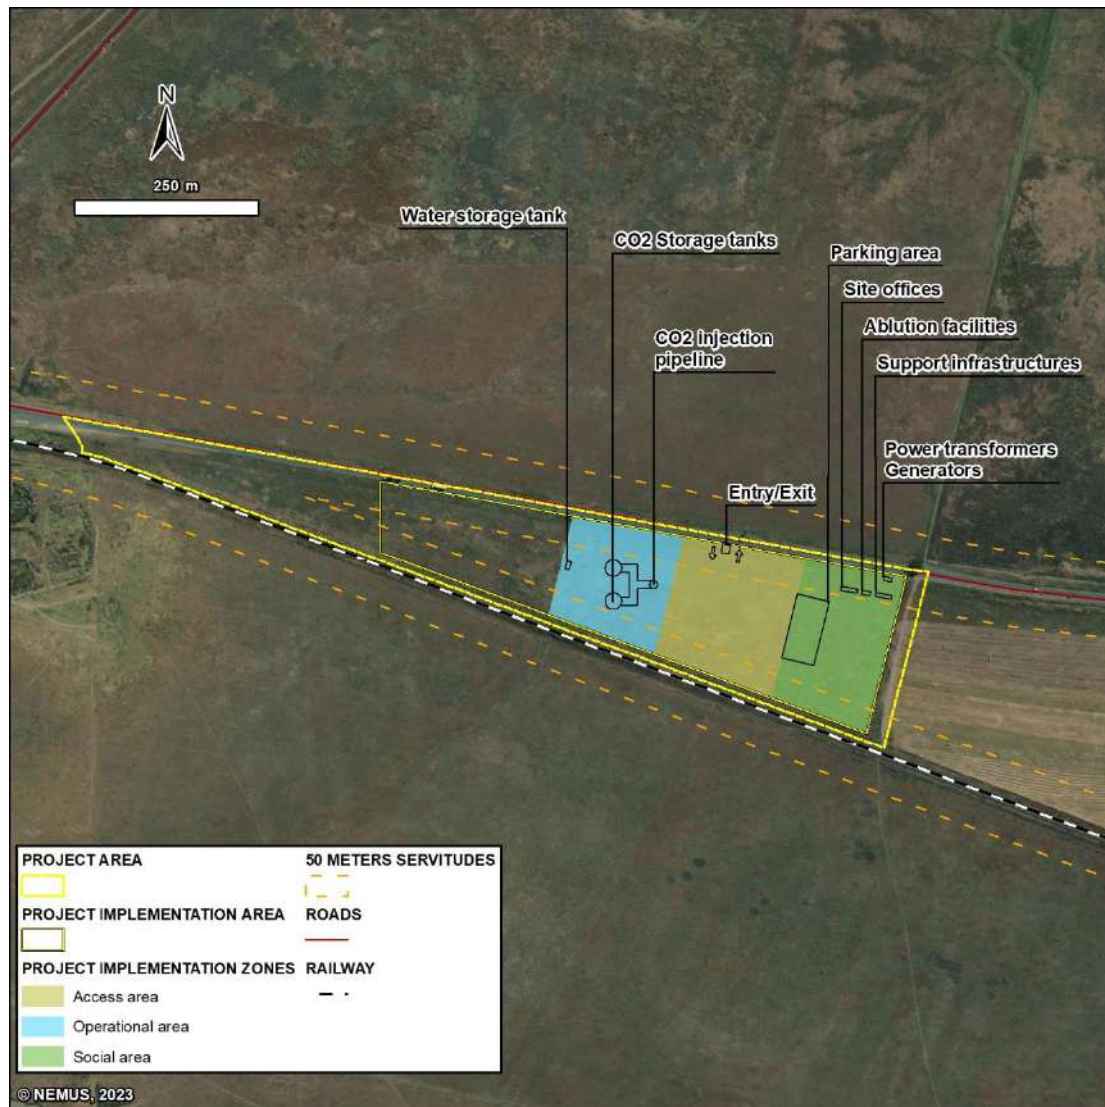 N
250 m
Water storage tank
CO2 Storage tanks
Parking area
Site offices
Ablution facilities
CO2 Injection
pipeline
Support infrastructures
Power transformers
Generators
Entry/Exit
PROJECT AREA
50 METERS SERVITUDES
PROJECT IMPLEMENTATION AREA
ROADS
PROJECT IMPLEMENTATION ZONES
RAILWAY
Access area
Operational area
Social area
© NEMUS, 2023